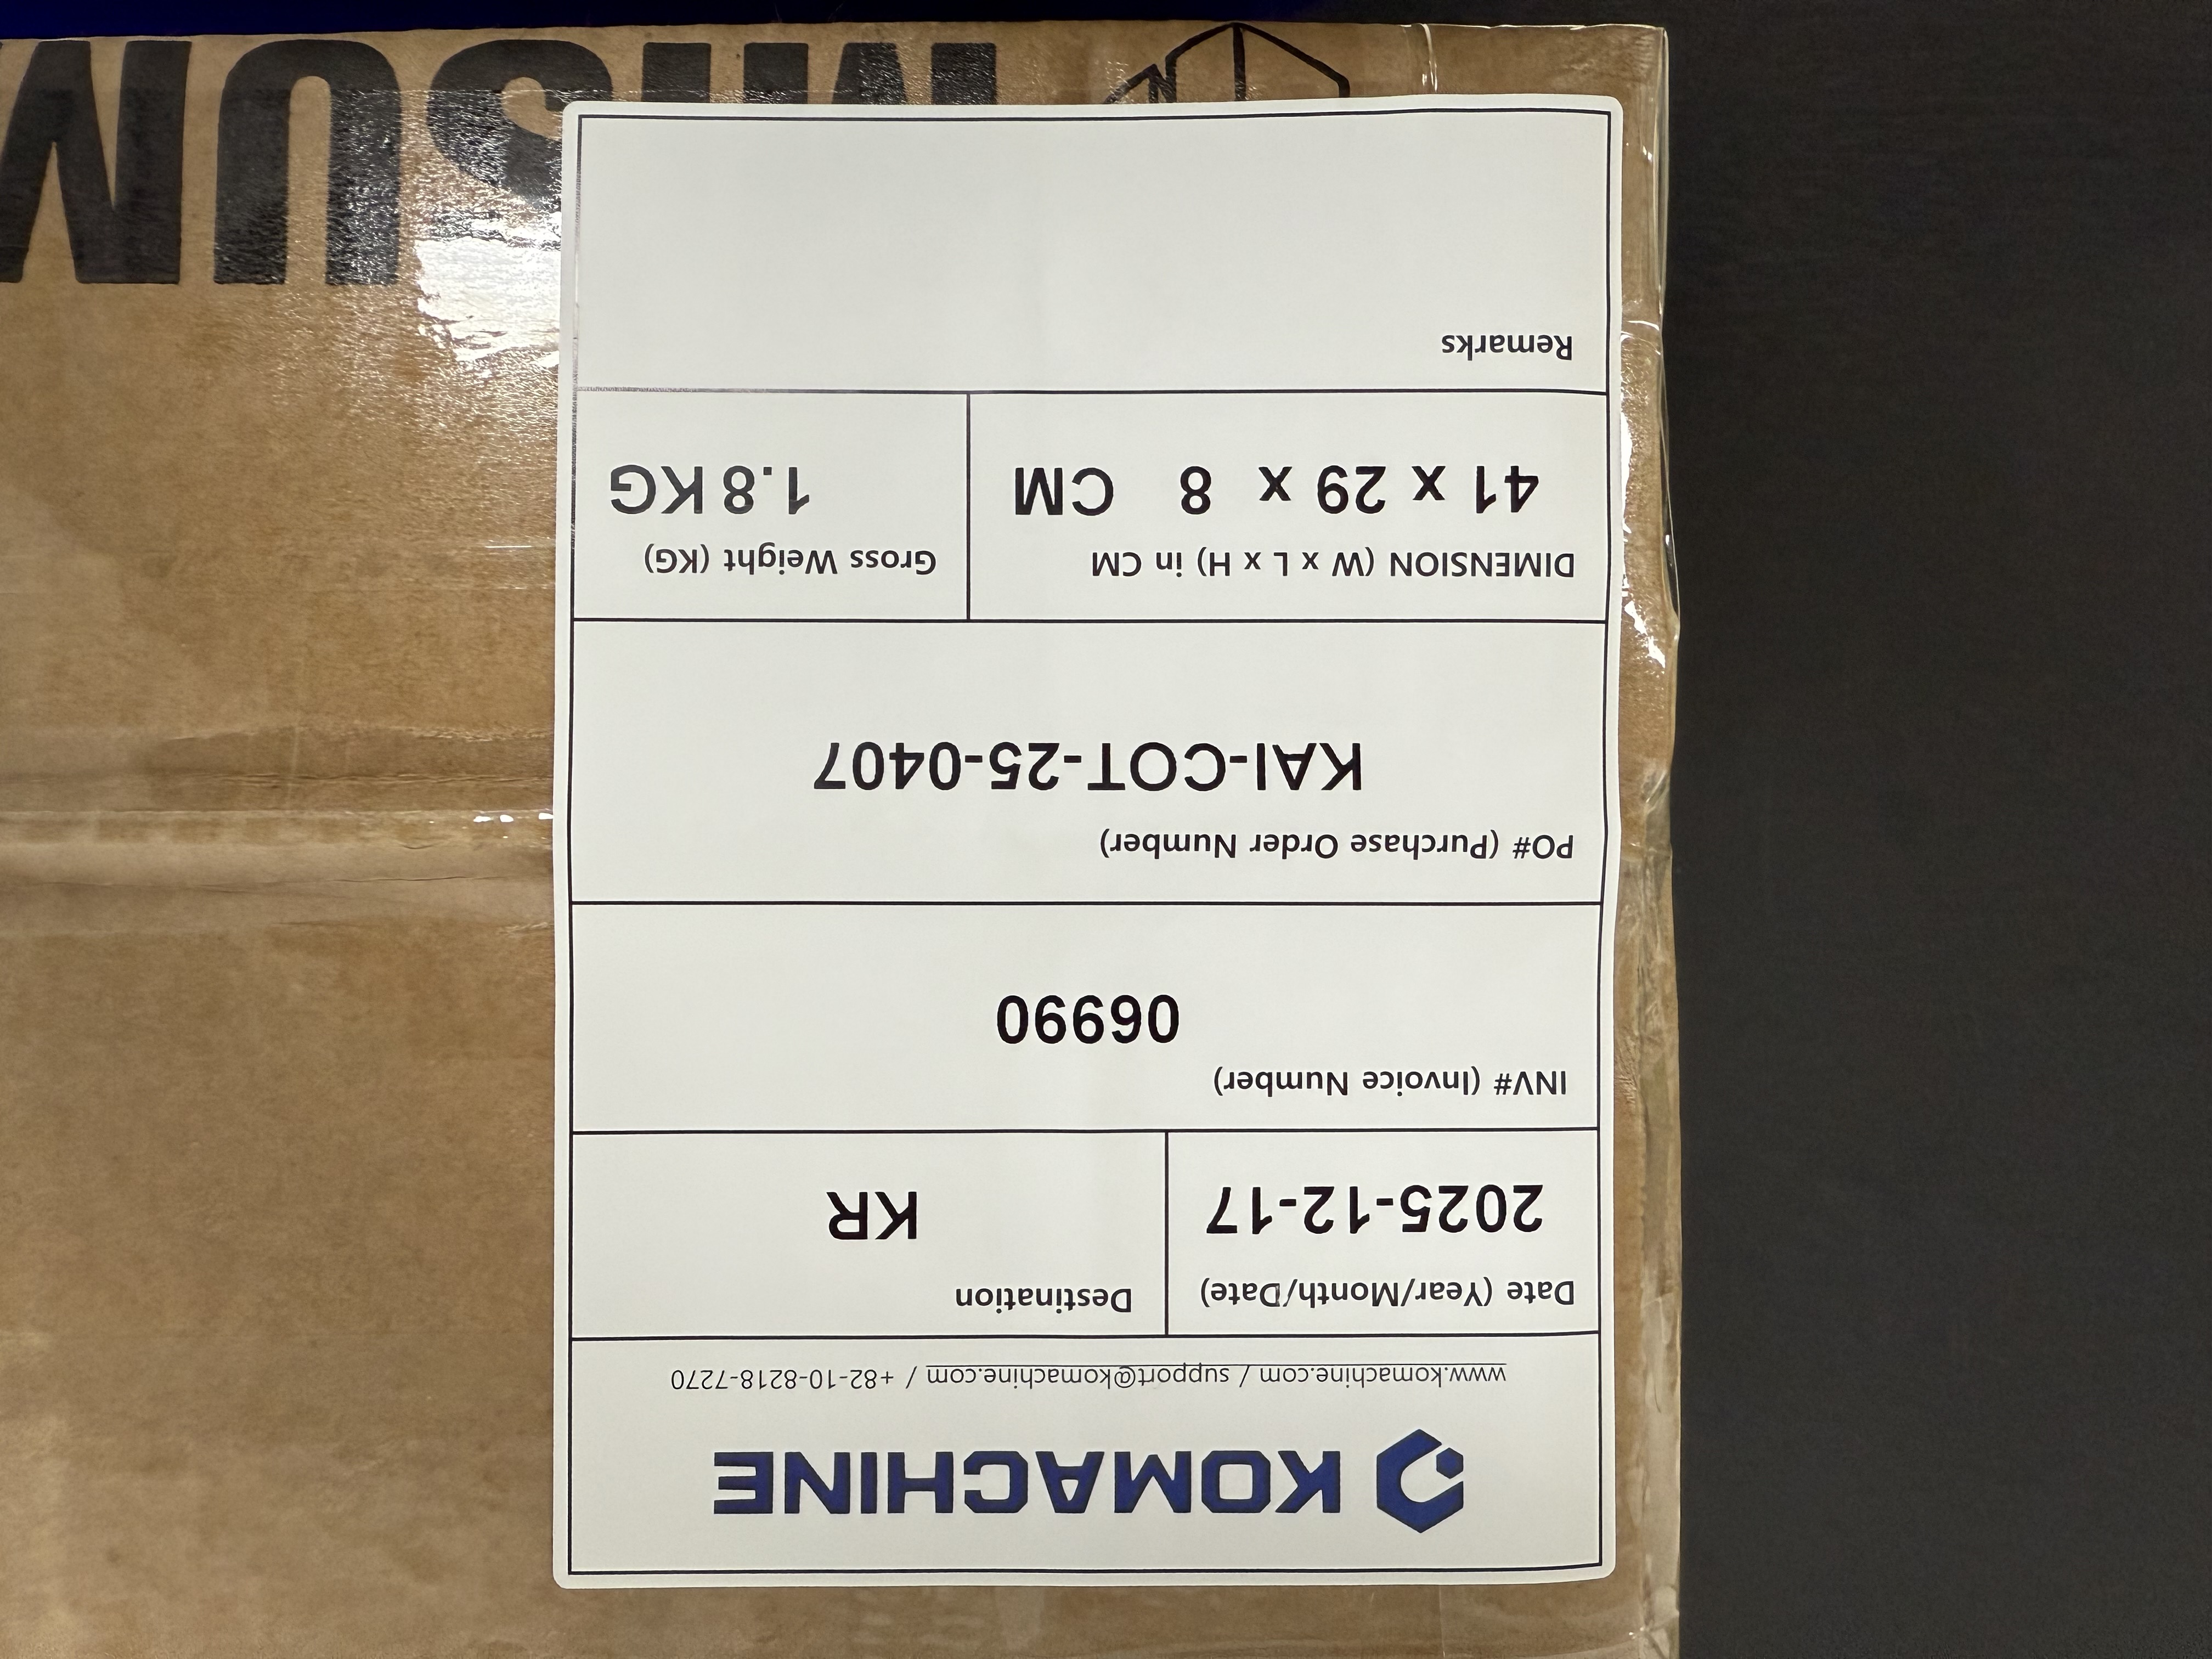 KOMACHINE
www.komachine.com / support@komachine.com / +82-10-8218-7270
Date (Year/Month/Date)
2025-12-17
Destination
KR
INV# (Invoice Number)
06990
PO# (Purchase Order Number)
KAI-COT-25-0407
DIMENSION (W x L x H) in CM
41 x 29 x 8 CM
Gross Weight (KG)
1.8 KG
Remarks
MISUM